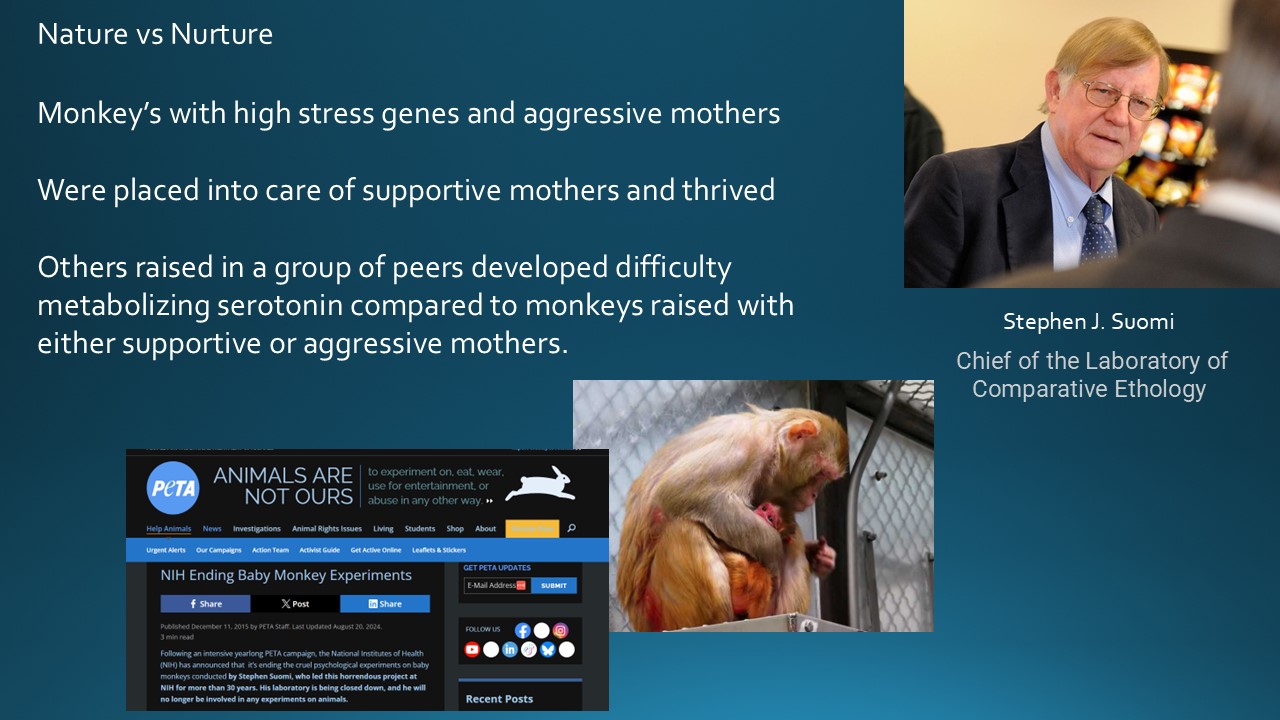 Nature vs Nurture
Monkey's with high stress genes and aggressive mothers
Were placed into care of supportive mothers and thrived
Others raised in a group of peers developed difficulty
metabolizing serotonin compared to monkeys raised with
either supportive or aggressive mothers.
Stephen J. Suomi
Chief of the Laboratory of
Comparative Ethology
PETA
ANIMALS ARE
NOT OURS
to experiment on, eat, wear,
use for entertainment, or
abuse in any other way.
Help Animals News Investigations Animal Rights Issues Living Students Shop About
Urgent Alerts Our Campaigns Action Team Activist Guide Get Active Online Leaflets & Stickers
NIH Ending Baby Monkey Experiments
Share Post Share
Published December 11, 2015 by PETA Staff. Last Updated August 20, 2024.
3 min read
Following an intensive yearlong PETA campaign, the National Institutes of Health
(NIH) has announced that it's ending the cruel psychological experiments on baby
monkeys conducted by Stephen Suomi, who led this horrendous project at
NIH for more than 30 years. His laboratory is being closed down, and he will
no longer be involved in any experiments on animals.
GET PETA UPDATES
E-Mail Address
SUBMIT
FOLLOW US
Recent Posts